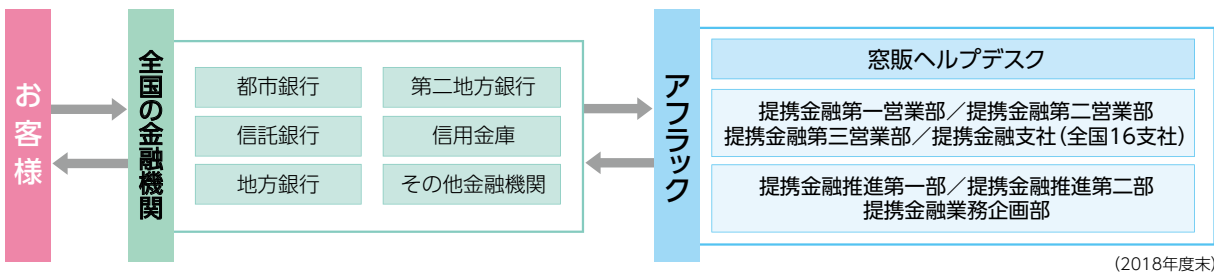 お客様
全国の金融機関
都市銀行
第二地方銀行
信託銀行
信用金庫
地方銀行
その他金融機関
アフラック
窓販ヘルプデスク
提携金融第一営業部／提携金融第二営業部
提携金融第三営業部／提携金融支社（全国16支社）
提携金融推進第一部／提携金融推進第二部
提携金融業務企画部
（2018年度末）